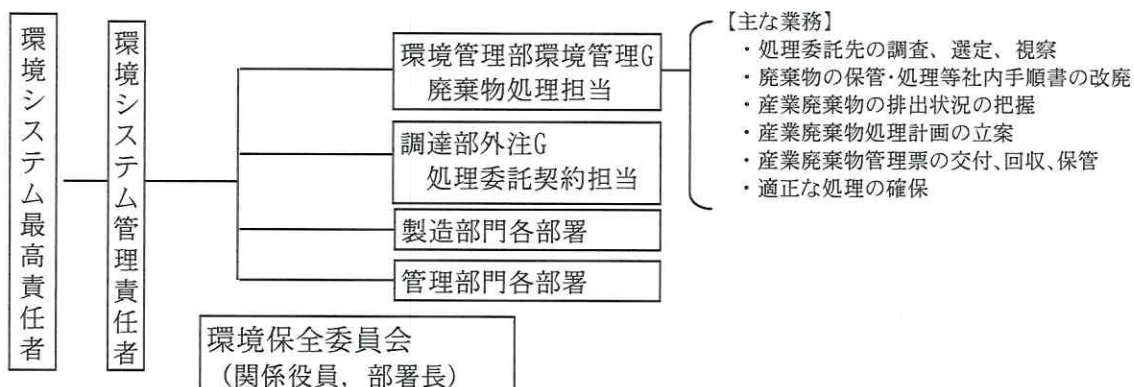 環境システム最高責任者
環境システム管理責任者
環境管理部環境管理G
廃棄物処理担当
調達部外注G
処理委託契約担当
製造部門各部署
管理部門各部署
環境保全委員会
(関係役員, 部署長)
【主な業務】
・処理委託先の調査、選定、視察
・廃棄物の保管・処理等社内手順書の改廃
・産業廃棄物の排出状況の把握
・産業廃棄物処理計画の立案
・産業廃棄物管理票の交付、回収、保管
・適正な処理の確保